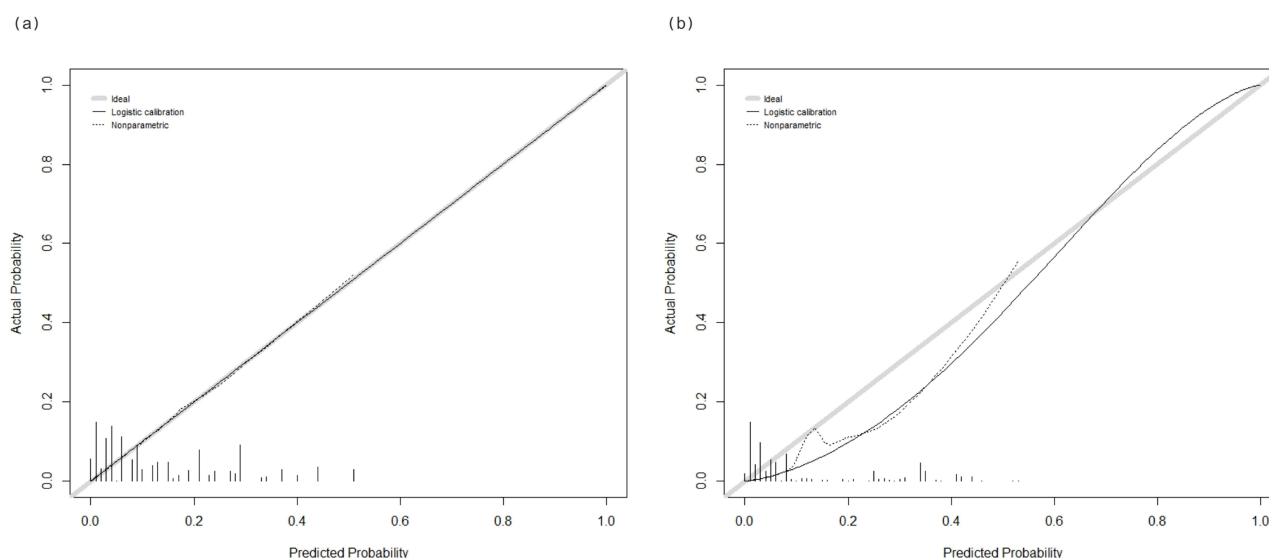 (a)
(b)
Ideal
Logistic calibration
Nonparametric
Actual Probability
0.0
0.2
0.4
0.6
0.8
1.0
0.0 0.2 0.4 0.6 0.8 1.0
Predicted Probability
Ideal
Logistic calibration
Nonparametric
Actual Probability
0.0
0.2
0.4
0.6
0.8
1.0
0.0 0.2 0.4 0.6 0.8 1.0
Predicted Probability